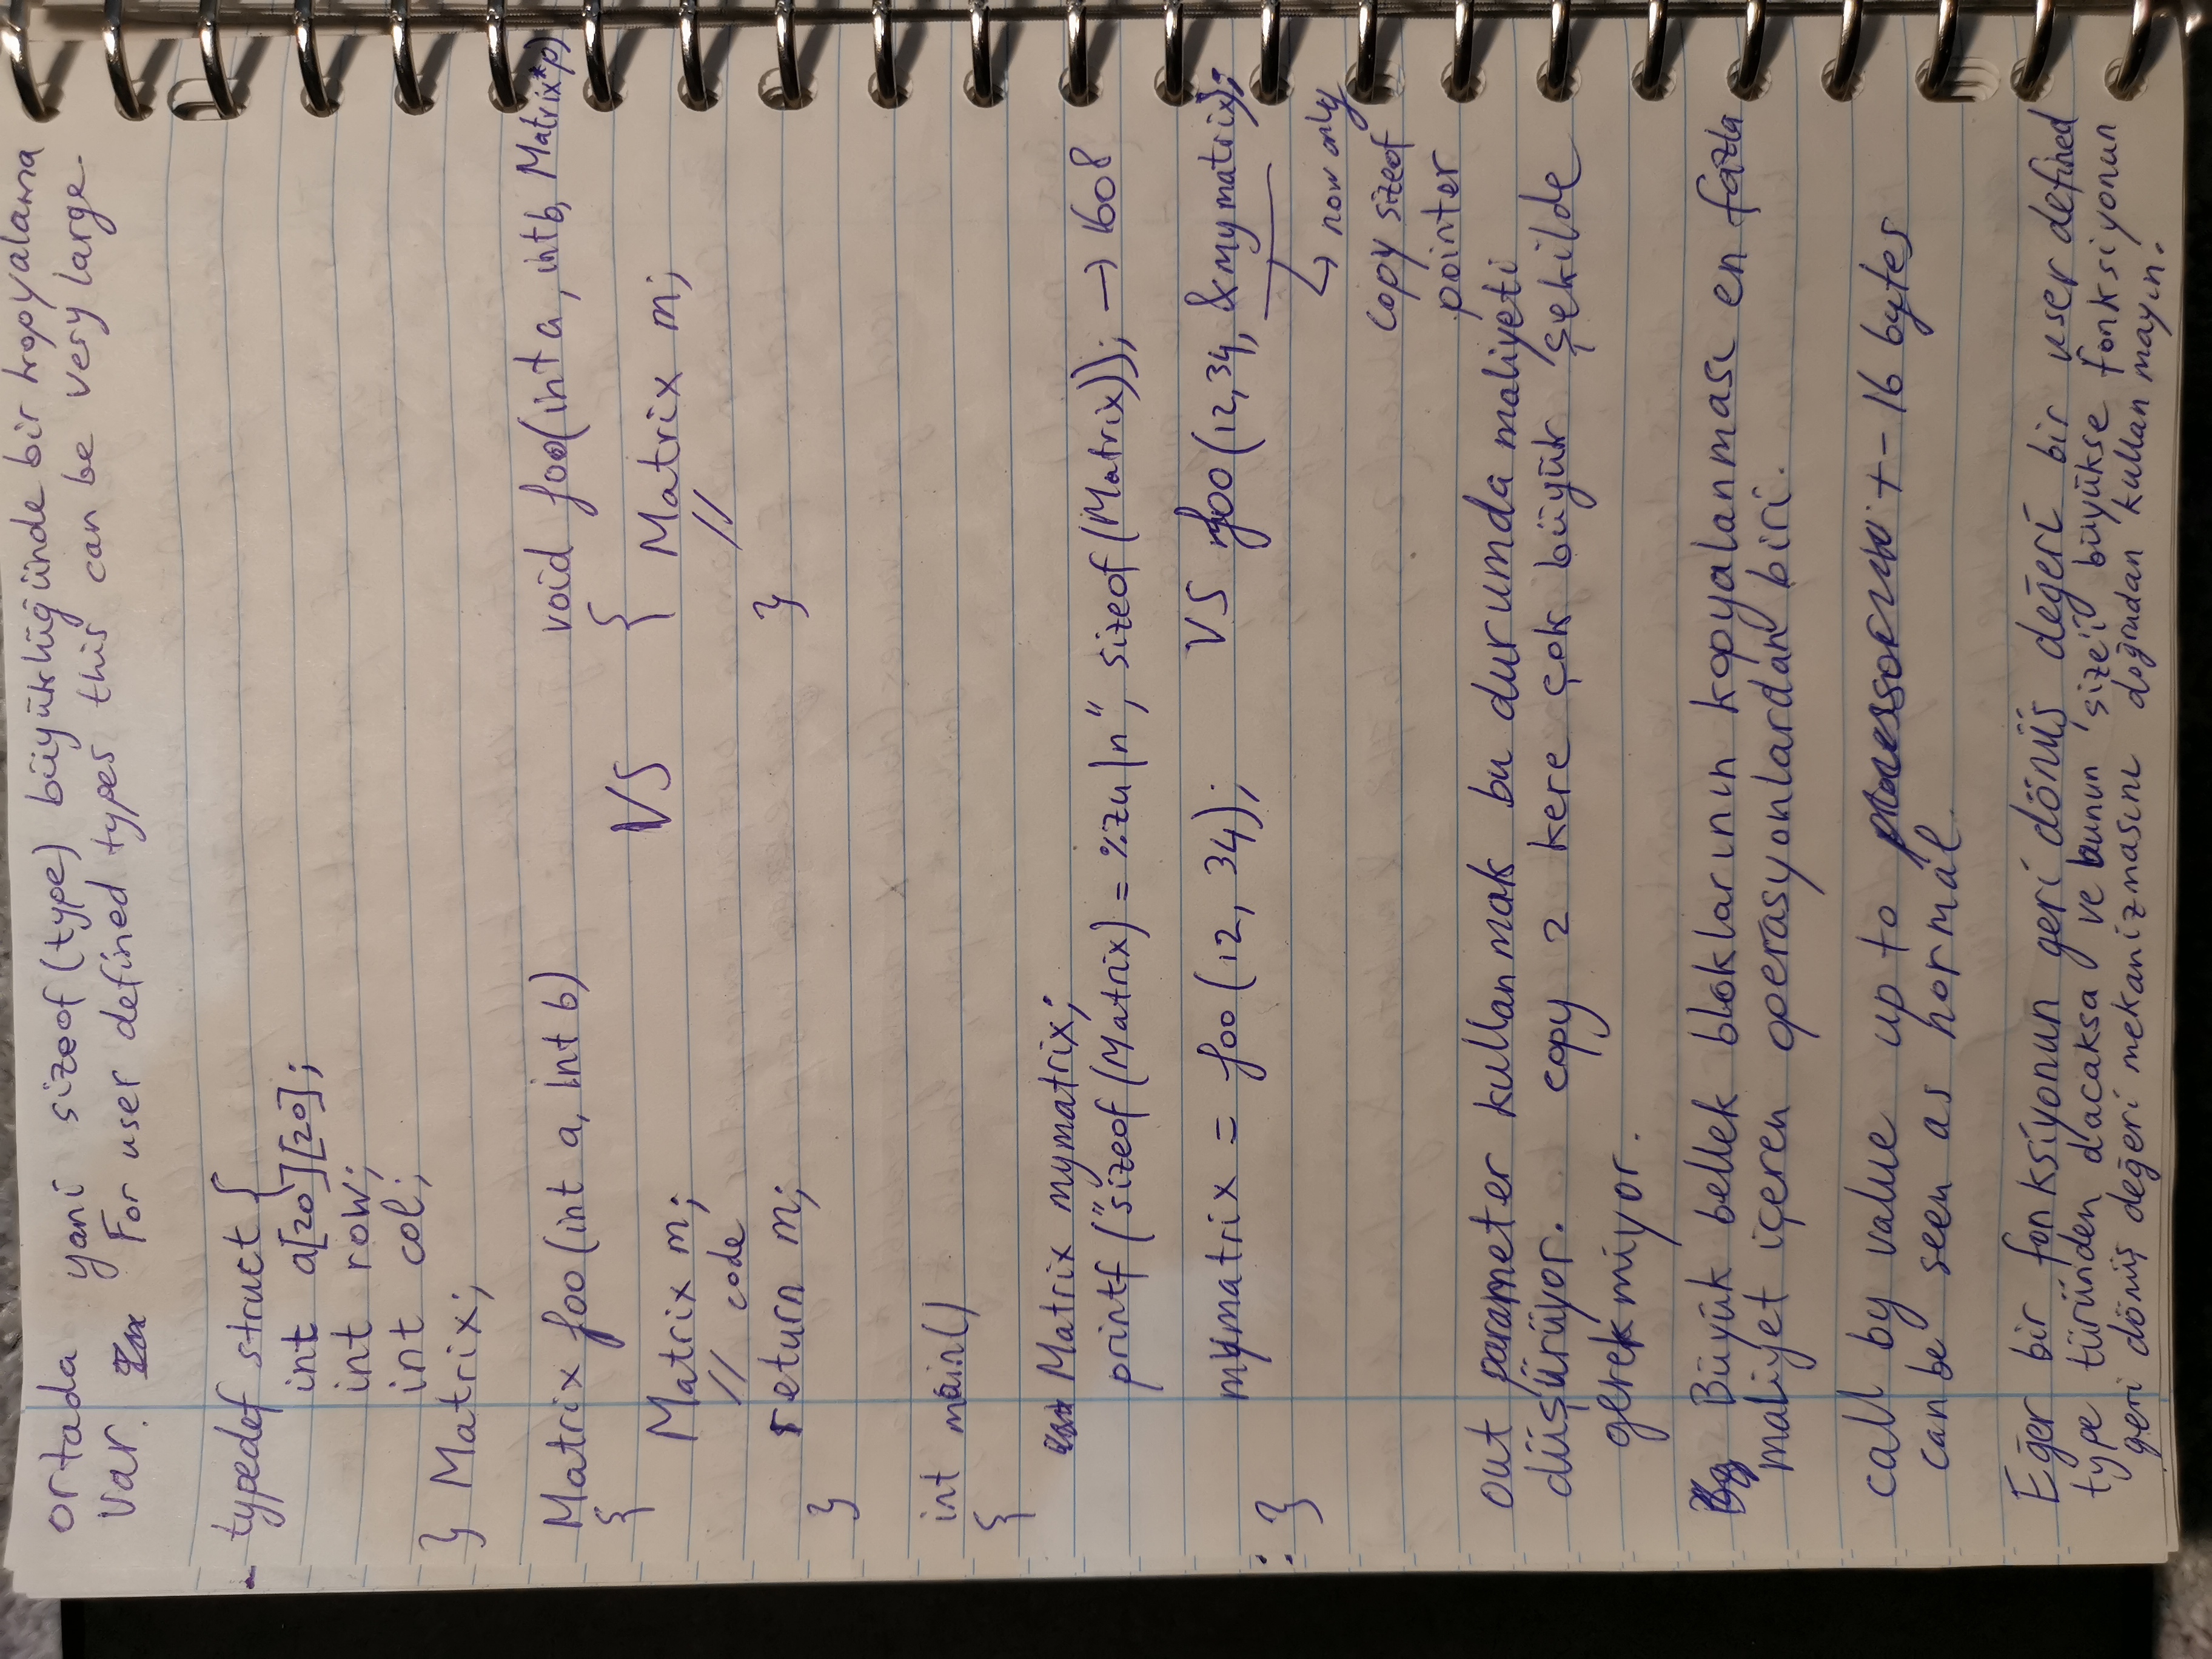 ortada yani sizeof(type) büyüklüğünde bir kopyalama
var. For user defined types this can be very large.
- typedef struct {
int a[20][20];
int row;
int col;
} Matrix;
Matrix foo(int a, int b)
{
Matrix m;
// code
return m;
}
VS
void foo(int a, int b, Matrix*p)
{
Matrix m;
//
}
int main()
{
Matrix mymatrix;
printf("sizeof(Matrix) = %zu\n", sizeof(Matrix)); → 1608
mymatrix = foo(12, 34); VS foo(12,34, &mymatrix);
}
↳ now only
copy sizeof
pointer
out parameter kullanmak bu durumda maliyeti
düşürüyor. copy 2 kere çok büyük şekilde
gerekmiyor.
Büyük bellek bloklarının kopyalanması en fazla
maliyet içeren operasyonlardan biri.
call by value up to +- 16 bytes
can be seen as normal.
Eğer bir fonksiyonun geri dönüş değeri bir user defined
type türünden olacaksa ve bunun size'i büyükse fonksiyonun
geri dönüş değeri mekanizmasını doğrudan kullanmayın.